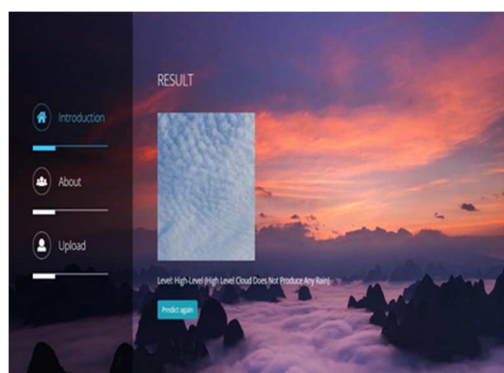 RESULT
Introduction
About
Upload
Level: High-Level (High Level Cloud Does Not Produce Any Rain)
Predict again